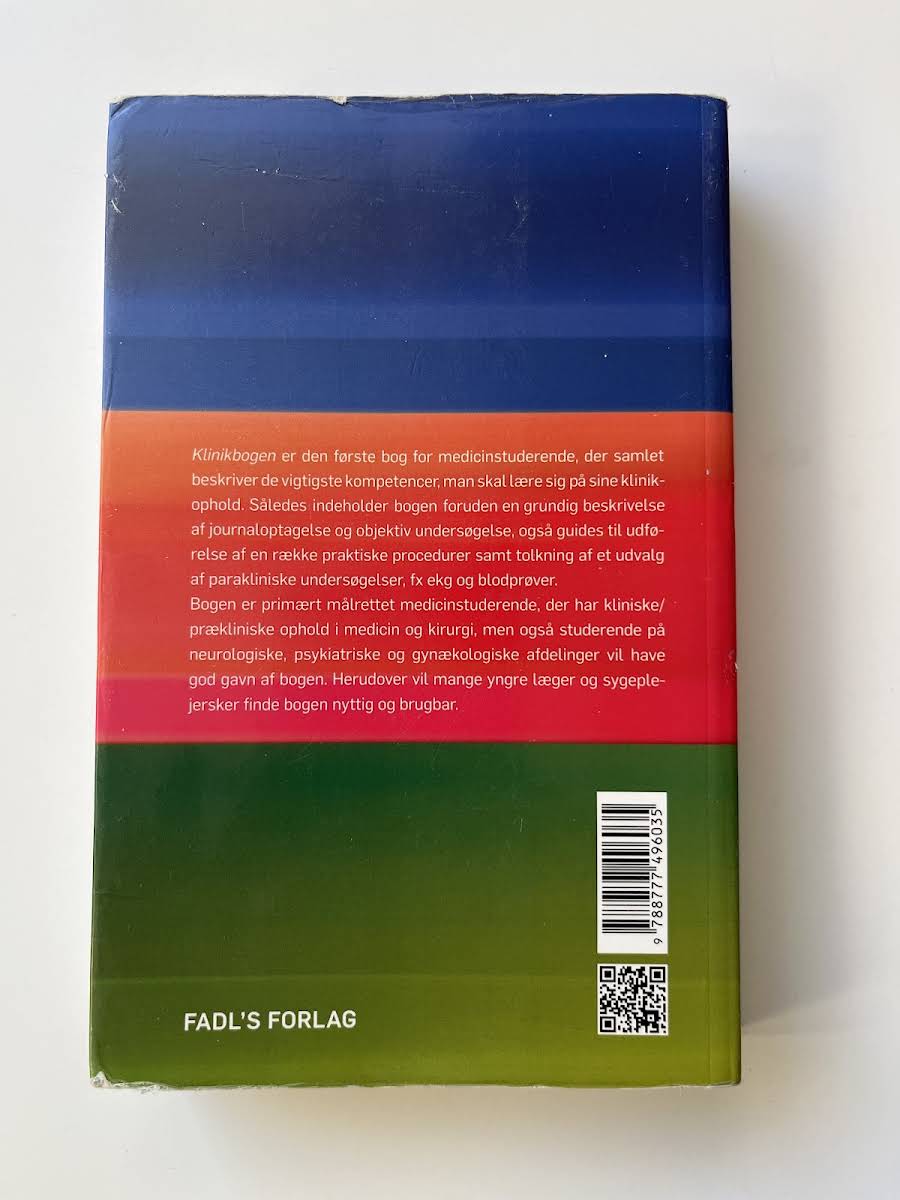 Klinikbogen er den første bog for medicinstuderende, der samlet
beskriver de vigtigste kompetencer, man skal lære sig på sine klinik-
ophold. Således indeholder bogen foruden en grundig beskrivelse
af journaloptagelse og objektiv undersøgelse, også guides til udfø-
relse af en række praktiske procedurer samt tolkning af et udvalg
af parakliniske undersøgelser, fx ekg og blodprøver.
Bogen er primært målrettet medicinstuderende, der har kliniske/
prækliniske ophold i medicin og kirurgi, men også studerende på
neurologiske, psykiatriske og gynækologiske afdelinger vil have
god gavn af bogen. Herudover vil mange yngre læger og sygeple-
jersker finde bogen nyttig og brugbar.
9 788777 496035
FADL'S FORLAG